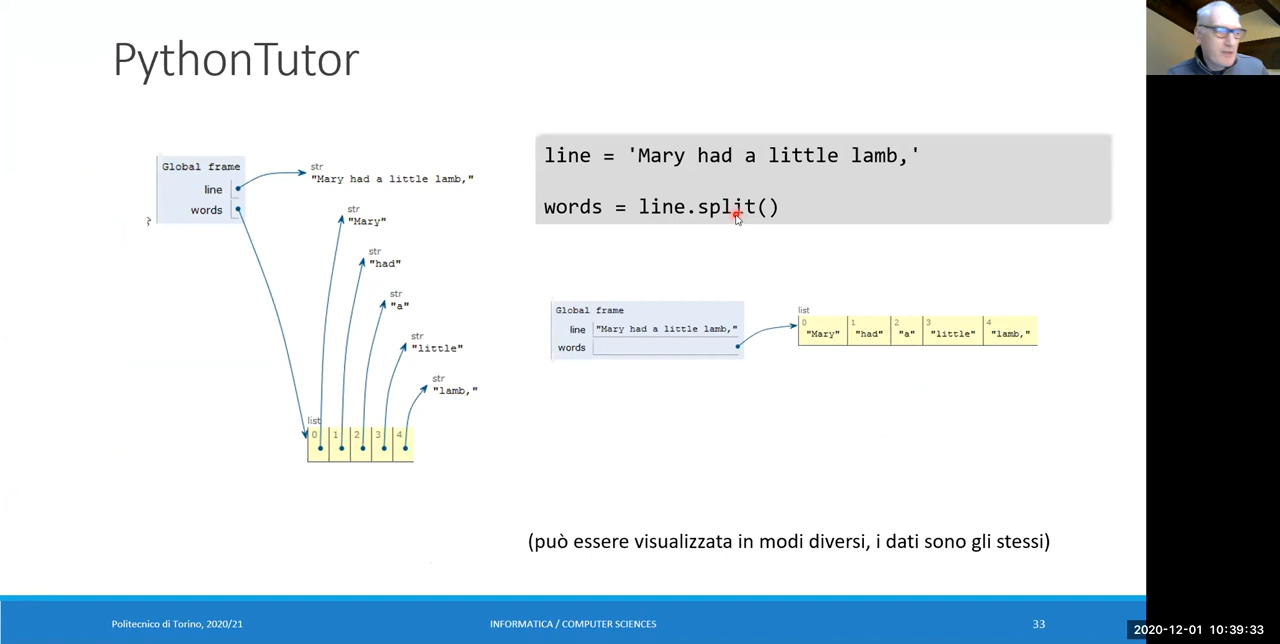 PythonTutor
Global frame
line
words
str
"Mary had a little lamb,"
str
"Mary"
str
"had"
str
"a"
str
"little"
str
"lamb,"
list
0 1 2 3 4
line = 'Mary had a little lamb,'
words = line.split()
Global frame
line "Mary had a little lamb,"
words
list
0 1 2 3 4
"Mary" "had" "a" "little" "lamb,"
(può essere visualizzata in modi diversi, i dati sono gli stessi)
Politecnico di Torino, 2020/21
INFORMATICA / COMPUTER SCIENCES
33
2020-12-01 10:39:33